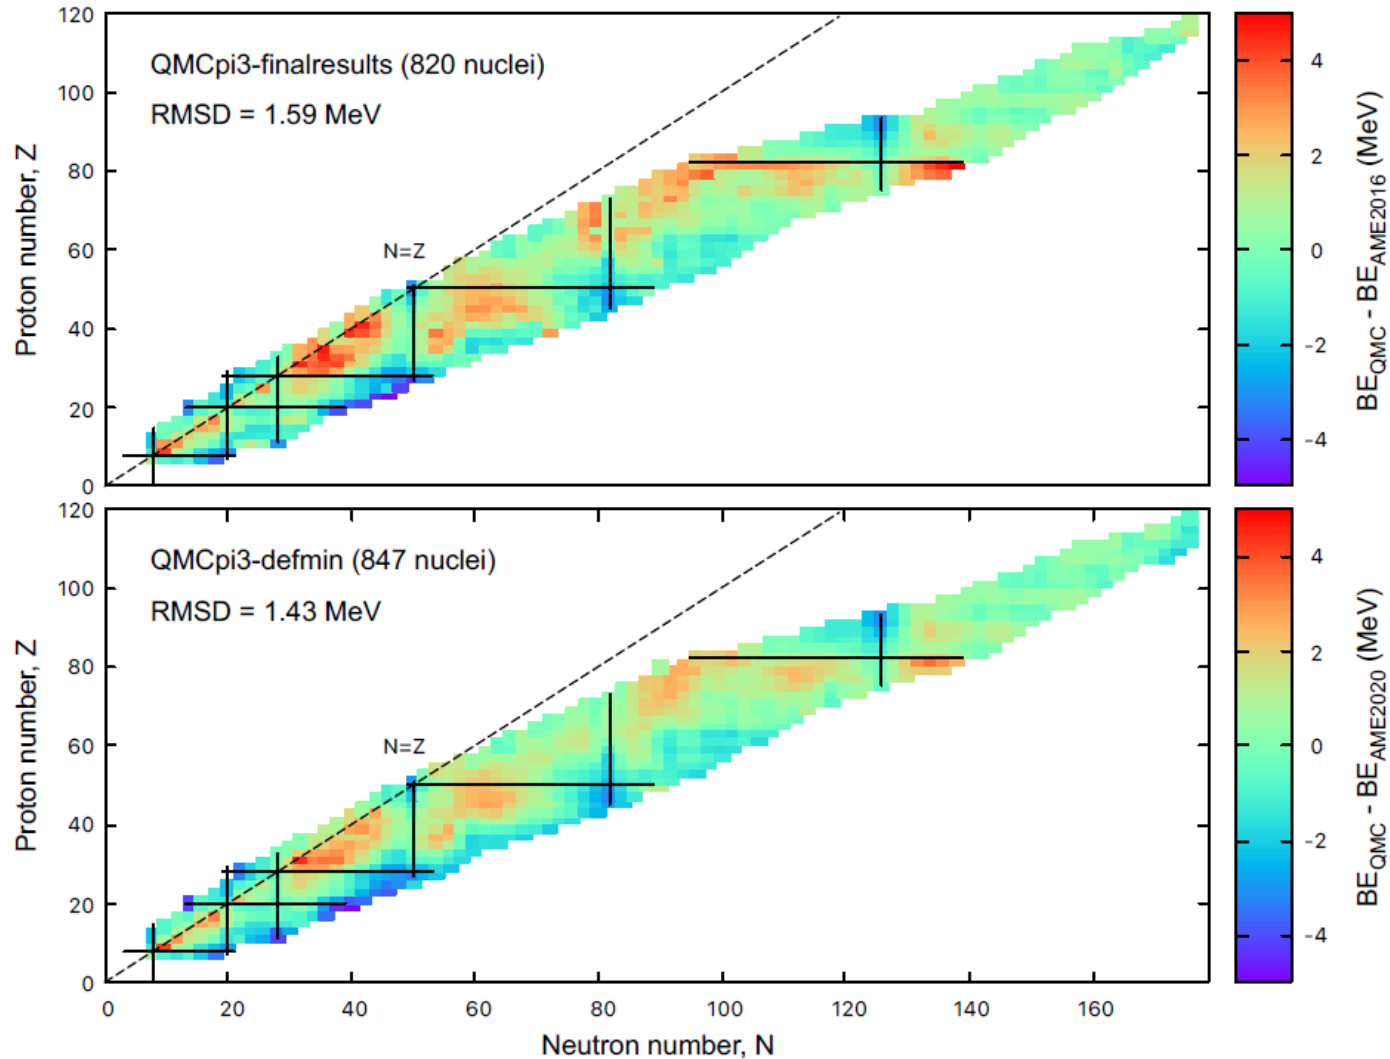 120
100
80
60
40
20
0
Proton number, Z
QMCpi3-finalresults (820 nuclei)
RMSD = 1.59 MeV
N=Z
4
2
0
-2
-4
BE_QMC - BE_AME2016 (MeV)
120
100
80
60
40
20
0
Proton number, Z
QMCpi3-defmin (847 nuclei)
RMSD = 1.43 MeV
N=Z
4
2
0
-2
-4
BE_QMC - BE_AME2020 (MeV)
0 20 40 60 80 100 120 140 160
Neutron number, N